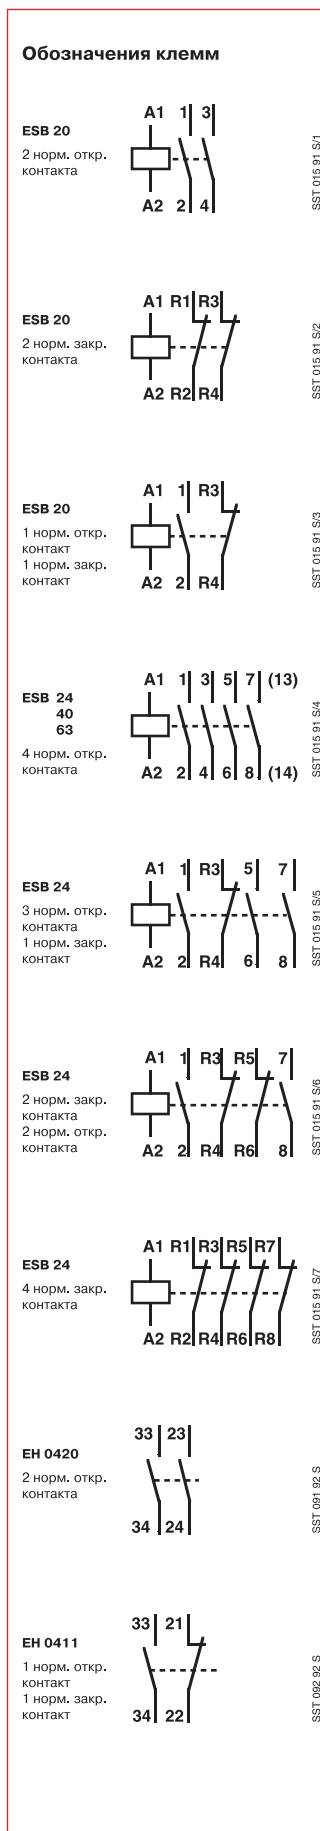 Обозначения клемм
A1 1 3
ESB 20
2 норм. откр.
контакта
A2 2 4
SST 015 91 S/1
A1 R1 R3
ESB 20
2 норм. закр.
контакта
A2 R2 R4
SST 015 91 S/2
A1 1 R3
ESB 20
1 норм. откр.
контакт
1 норм. закр.
контакт
A2 2 R4
SST 015 91 S/3
A1 1 3 5 7 (13)
ESB 24
40
63
4 норм. откр.
контакта
A2 2 4 6 8 (14)
SST 015 91 S/4
A1 1 R3 5 7
ESB 24
3 норм. откр.
контакта
1 норм. закр.
контакт
A2 2 R4 6 8
SST 015 91 S/5
A1 1 R3 R5 7
ESB 24
2 норм. закр.
контакта
2 норм. откр.
контакта
A2 2 R4 R6 8
SST 015 91 S/6
A1 R1 R3 R5 R7
ESB 24
4 норм. закр.
контакта
A2 R2 R4 R6 R8
SST 015 91 S/7
33 23
EH 0420
2 норм. откр.
контакта
34 24
SST 091 92 S
33 21
EH 0411
1 норм. откр.
контакт
1 норм. закр.
контакт
34 22
SST 092 92 S